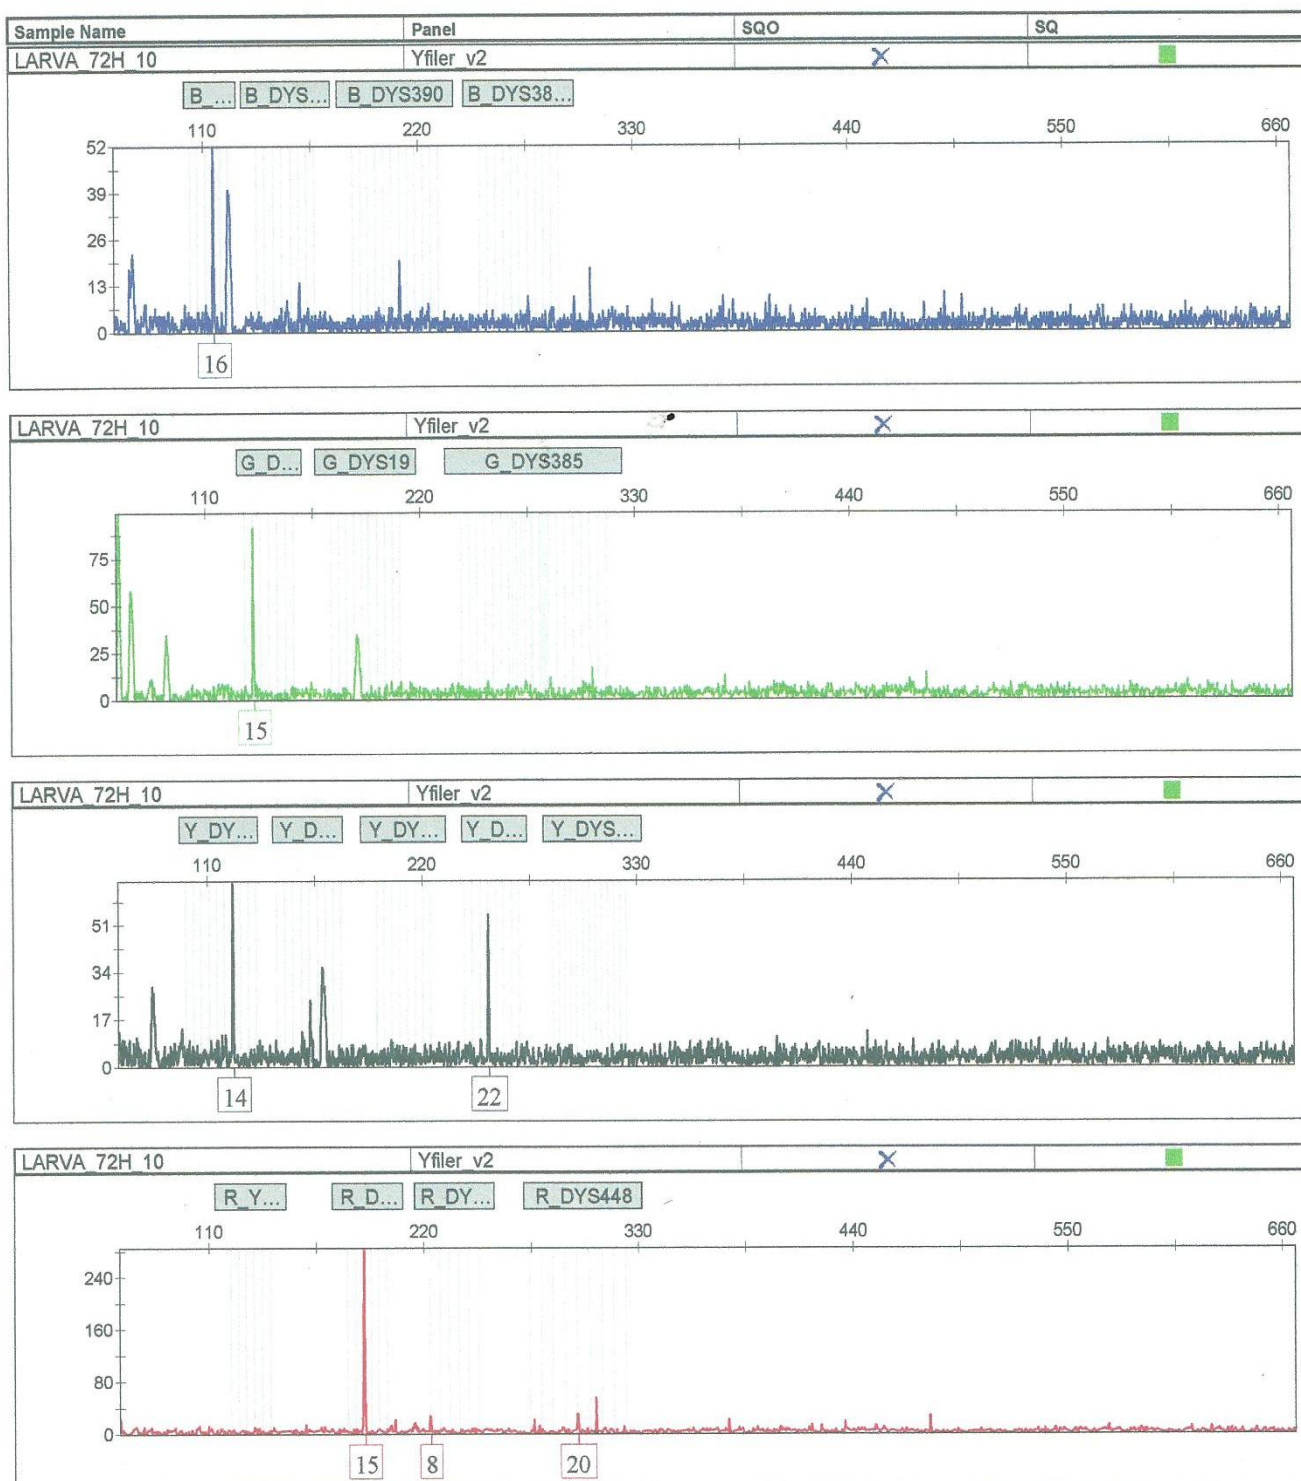 Sample Name Panel SQO SQ
LARVA_72H_10 Yfiler_v2
B_... B_DYS... B_DYS390 B_DYS38...
110 220 330 440 550 660
52
39
26
13
0
16
LARVA_72H_10 Yfiler_v2
G_D... G_DYS19 G_DYS385
110 220 330 440 550 660
75
50
25
0
15
LARVA_72H_10 Yfiler_v2
Y_DY... Y_D... Y_DY... Y_D... Y_DYS...
110 220 330 440 550 660
51
34
17
0
14 22
LARVA_72H_10 Yfiler_v2
R_Y... R_D... R_DY... R_DYS448
110 220 330 440 550 660
240
160
80
0
15 8 20